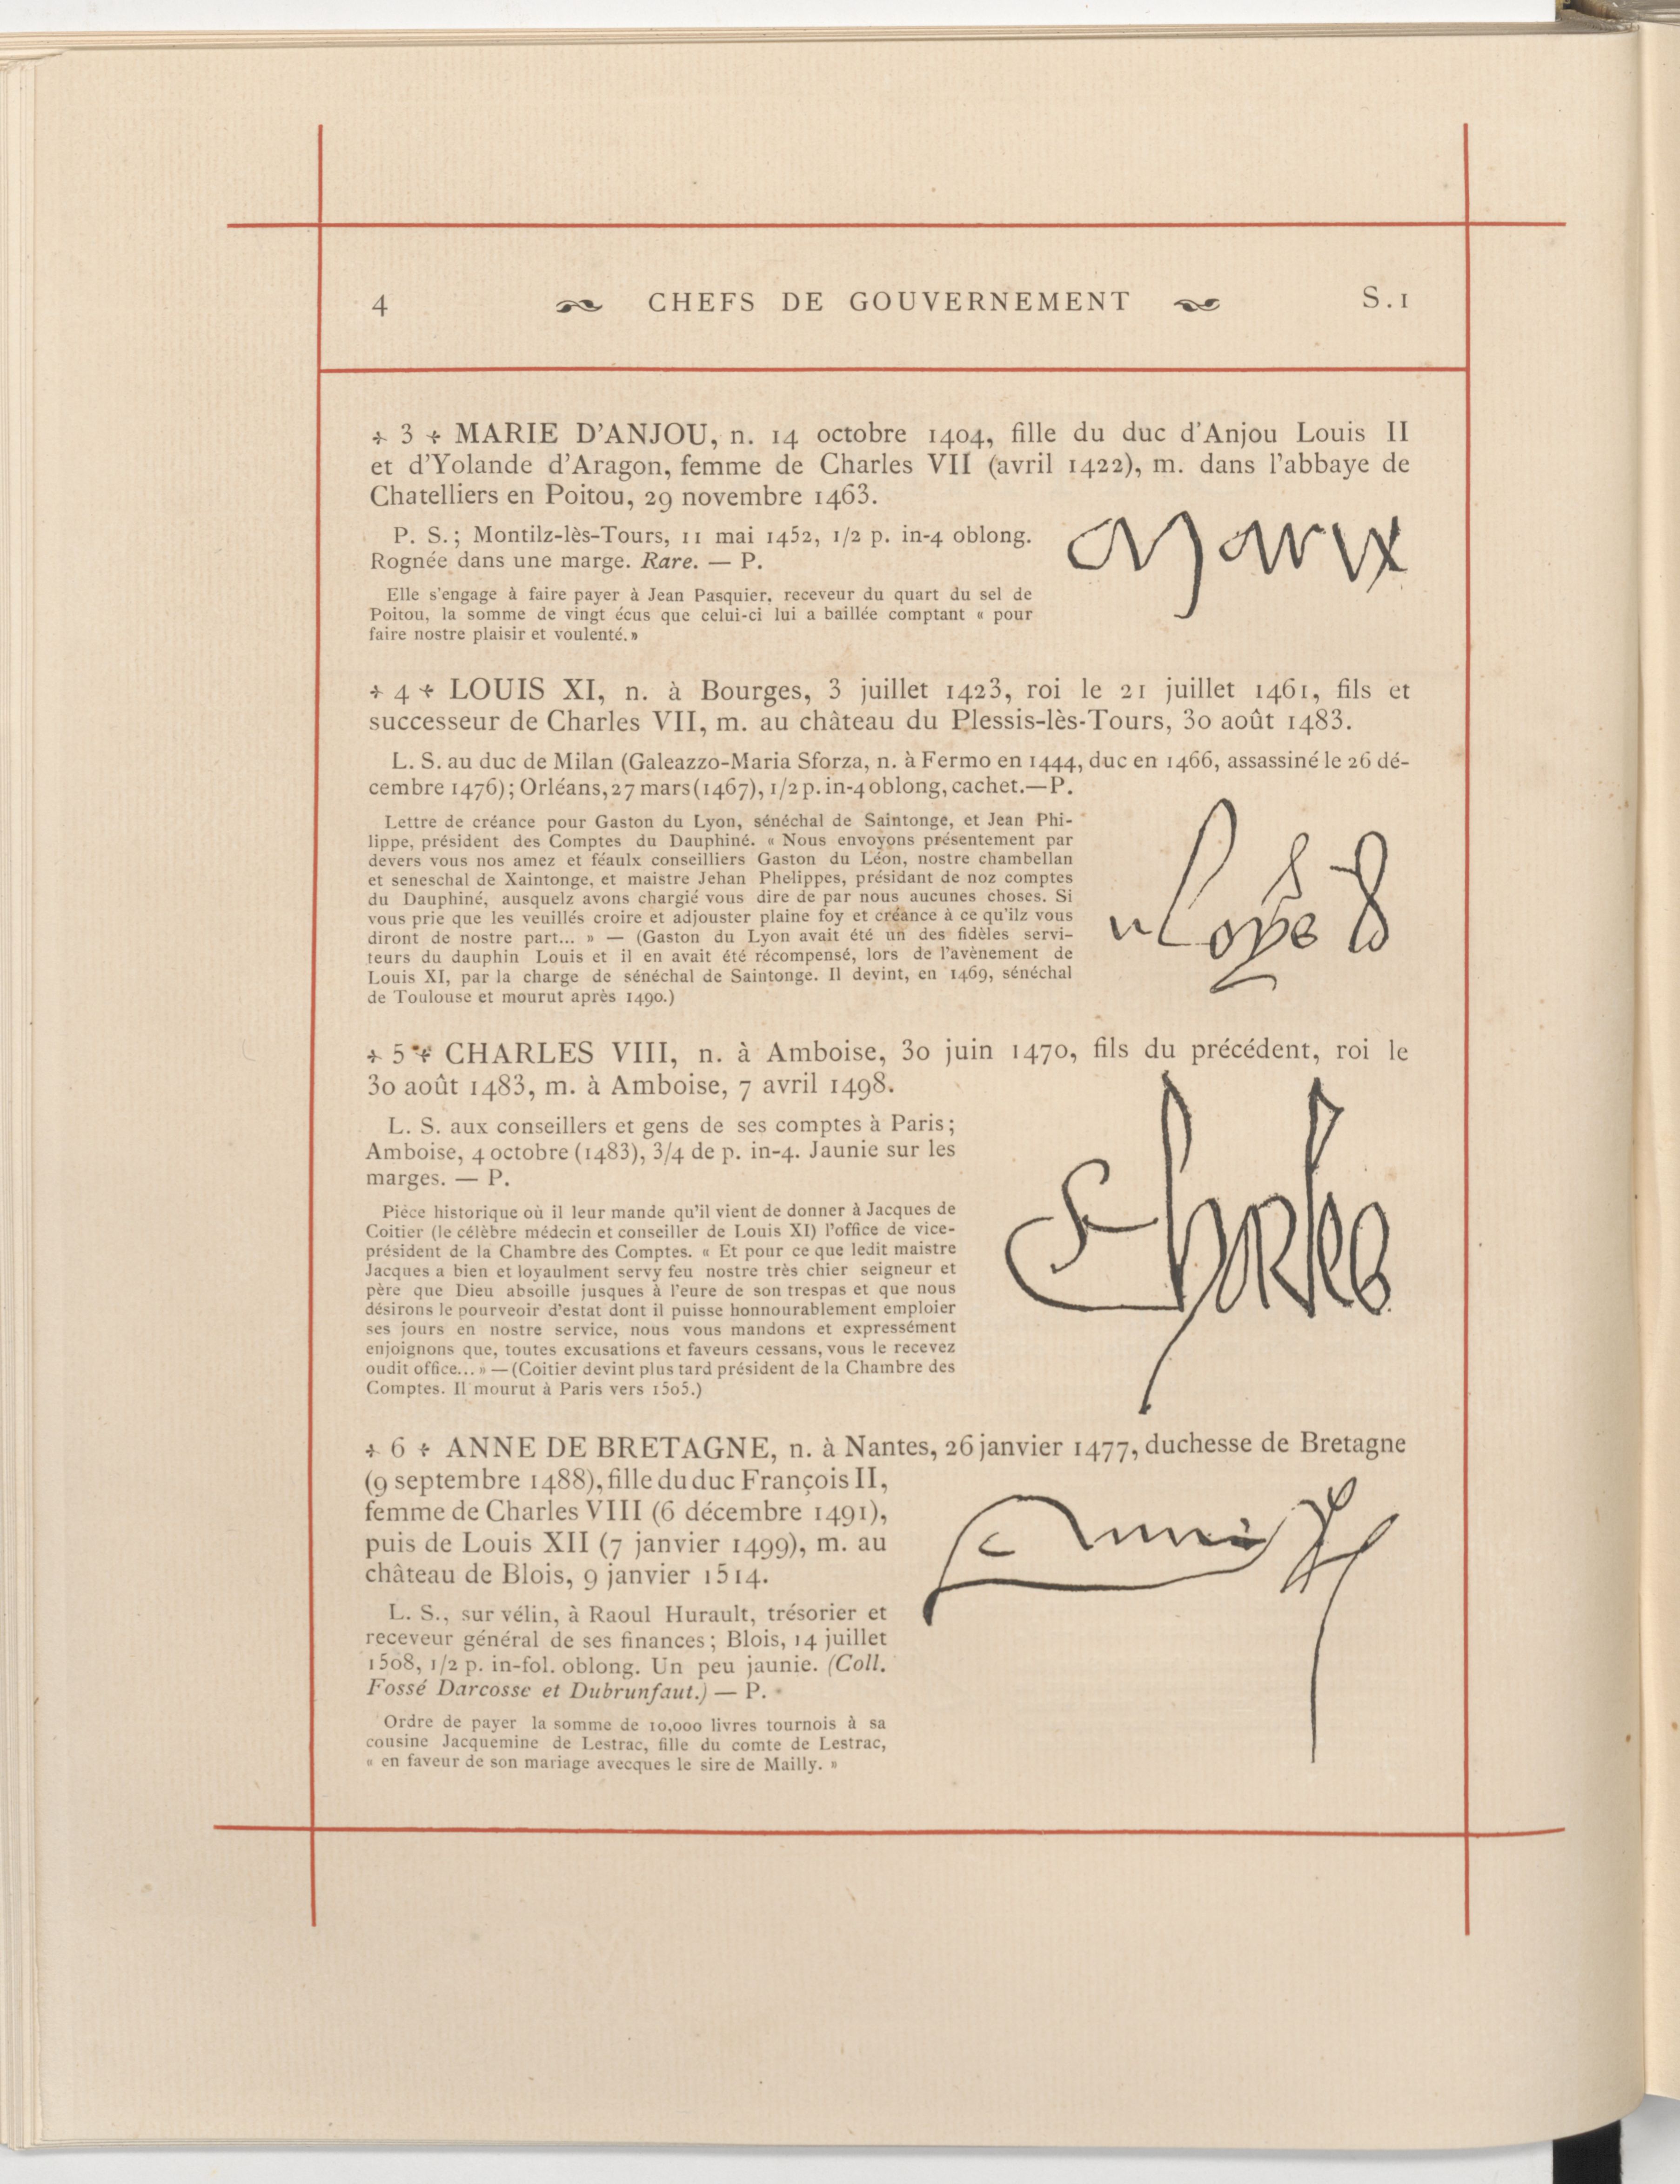 4 CHEFS DE GOUVERNEMENT S.1
3 MARIE D'ANJOU, n. 14 octobre 1404, fille du duc d'Anjou Louis II
et d'Yolande d'Aragon, femme de Charles VII (avril 1422), m. dans l'abbaye de
Chatelliers en Poitou, 29 novembre 1463.
P. S.; Montilz-lès-Tours, 11 mai 1452, 1/2 p. in-4 oblong.
Rognée dans une marge. Rare. — P.
Marie
Elle s'engage à faire payer à Jean Pasquier, receveur du quart du sel de
Poitou, la somme de vingt écus que celui-ci lui a baillée comptant « pour
faire nostre plaisir et voulenté. »
4 LOUIS XI, n. à Bourges, 3 juillet 1423, roi le 21 juillet 1461, fils et
successeur de Charles VII, m. au château du Plessis-lès-Tours, 30 août 1483.
L. S. au duc de Milan (Galeazzo-Maria Sforza, n. à Fermo en 1444, duc en 1466, assassiné le 26 dé-
cembre 1476); Orléans, 27 mars (1467), 1/2 p. in-4 oblong, cachet.—P.
Lettre de créance pour Gaston du Lyon, sénéchal de Saintonge, et Jean Phi-
lippe, président des Comptes du Dauphiné. « Nous envoyons présentement par
devers vous nos amez et féaulx conseilliers Gaston du Léon, nostre chambellan
et seneschal de Xaintonge, et maistre Jehan Phelippes, présidant de noz comptes
du Dauphiné, ausquelz avons chargié vous dire de par nous aucunes choses. Si
vous prie que les veuillés croire et adjouster plaine foy et créance à ce qu'ilz vous
diront de nostre part... » — (Gaston du Lyon avait été un des fidèles servi-
teurs du dauphin Louis et il en avait été récompensé, lors de l'avènement de
Louis XI, par la charge de sénéchal de Saintonge. Il devint, en 1469, sénéchal
de Toulouse et mourut après 1490.)
Loys
5 CHARLES VIII, n. à Amboise, 30 juin 1470, fils du précédent, roi le
30 août 1483, m. à Amboise, 7 avril 1498.
L. S. aux conseillers et gens de ses comptes à Paris;
Amboise, 4 octobre (1483), 3/4 de p. in-4. Jaunie sur les
marges. — P.
Charles
Pièce historique où il leur mande qu'il vient de donner à Jacques de
Coitier (le célèbre médecin et conseiller de Louis XI) l'office de vice-
président de la Chambre des Comptes. « Et pour ce que ledit maistre
Jacques a bien et loyaulment servy feu nostre très chier seigneur et
père que Dieu absoille jusques à l'eure de son trespas et que nous
désirons le pourveoir d'estat dont il puisse honnourablement emploier
ses jours en nostre service, nous vous mandons et expressément
enjoignons que, toutes excusations et faveurs cessans, vous le recevez
oudit office... » — (Coitier devint plus tard président de la Chambre des
Comptes. Il mourut à Paris vers 1505.)
6 ANNE DE BRETAGNE, n. à Nantes, 26 janvier 1477, duchesse de Bretagne
(9 septembre 1488), fille du duc François II,
femme de Charles VIII (6 décembre 1491),
puis de Louis XII (7 janvier 1499), m. au
château de Blois, 9 janvier 1514.
Anne
L. S., sur vélin, à Raoul Hurault, trésorier et
receveur général de ses finances; Blois, 14 juillet
1508, 1/2 p. in-fol. oblong. Un peu jaunie. (Coll.
Fossé Darcosse et Dubrunfaut.) — P.
Ordre de payer la somme de 10,000 livres tournois à sa
cousine Jacquemine de Lestrac, fille du comte de Lestrac,
« en faveur de son mariage avecques le sire de Mailly. »